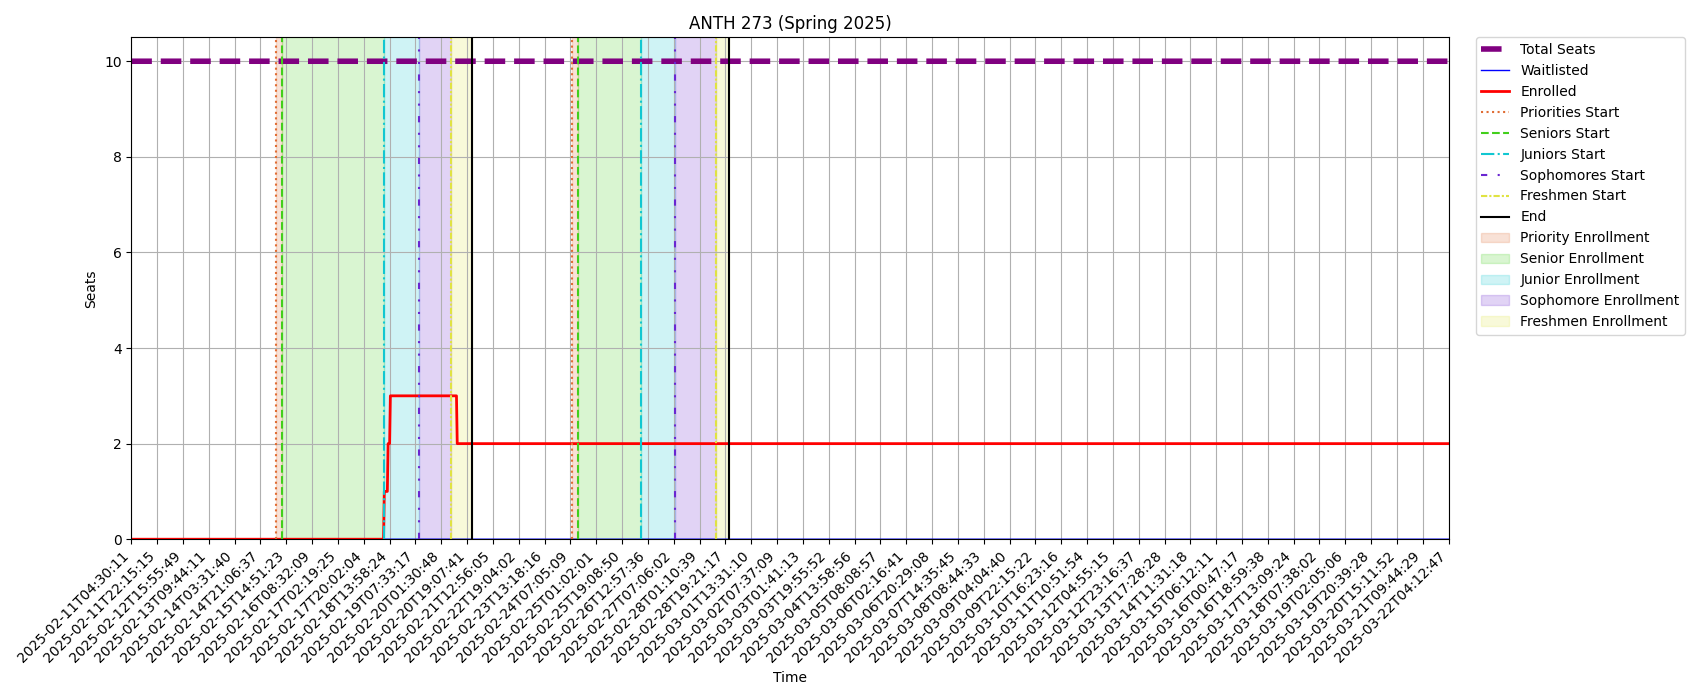 ANTH 273 (Spring 2025)
Seats
10
8
6
4
2
0
2025-02-11T04:30:11
2025-02-11T22:15:15
2025-02-12T15:55:49
2025-02-13T09:44:11
2025-02-14T03:31:40
2025-02-14T21:06:37
2025-02-15T14:51:23
2025-02-16T08:32:09
2025-02-17T02:19:25
2025-02-17T20:02:04
2025-02-18T13:58:24
2025-02-19T07:33:17
2025-02-20T01:30:48
2025-02-20T19:07:41
2025-02-21T12:56:05
2025-02-22T19:04:02
2025-02-23T13:18:16
2025-02-24T07:05:09
2025-02-25T01:02:01
2025-02-25T19:08:50
2025-02-26T12:57:36
2025-02-27T07:06:02
2025-02-28T01:10:39
2025-02-28T19:21:17
2025-03-01T13:31:10
2025-03-02T07:37:09
2025-03-03T01:41:13
2025-03-03T19:55:52
2025-03-04T13:58:56
2025-03-05T08:08:57
2025-03-06T02:16:41
2025-03-06T20:29:08
2025-03-07T14:35:45
2025-03-08T08:44:33
2025-03-09T04:04:40
2025-03-09T22:15:22
2025-03-10T16:23:16
2025-03-11T10:51:54
2025-03-12T04:55:15
2025-03-12T23:16:37
2025-03-13T17:28:28
2025-03-14T11:31:18
2025-03-15T06:12:11
2025-03-16T00:47:17
2025-03-16T18:59:38
2025-03-17T13:09:24
2025-03-18T07:38:02
2025-03-19T02:05:06
2025-03-19T20:39:28
2025-03-20T15:11:52
2025-03-21T09:44:29
2025-03-22T04:12:47
Time
Total Seats
Waitlisted
Enrolled
Priorities Start
Seniors Start
Juniors Start
Sophomores Start
Freshmen Start
End
Priority Enrollment
Senior Enrollment
Junior Enrollment
Sophomore Enrollment
Freshmen Enrollment